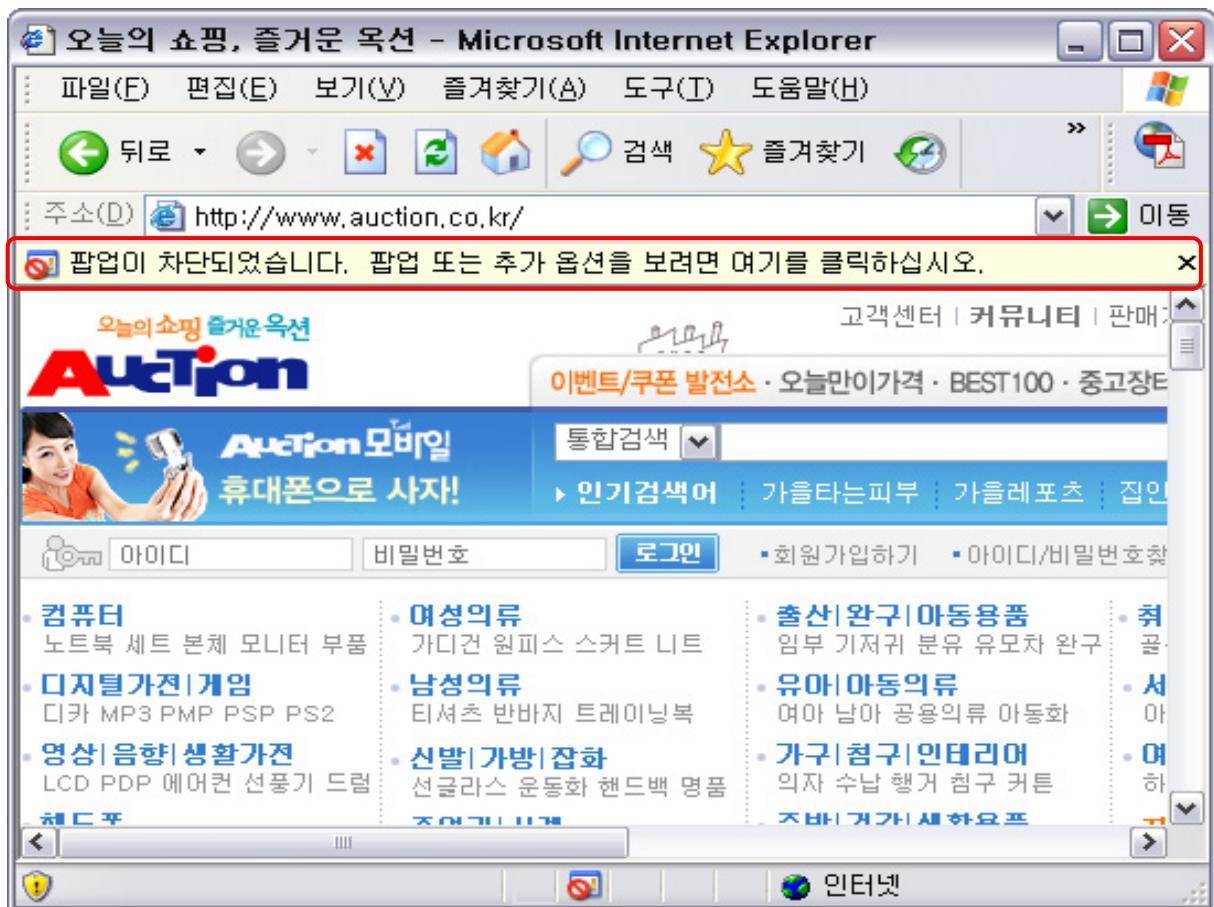 오늘의 쇼핑, 즐거운 옥션 - Microsoft Internet Explorer
파일(F) 편집(E) 보기(V) 즐겨찾기(A) 도구(T) 도움말(H)
뒤로 검색 즐겨찾기 »
주소(D) http://www.auction.co.kr/ 이동
팝업이 차단되었습니다. 팝업 또는 추가 옵션을 보려면 여기를 클릭하십시오.
고객센터 | 커뮤니티 |
오늘의 쇼핑 즐거운 옥션
AucTion
이벤트/쿠폰 발전소 · 오늘만이가격 · BEST100 ·
AucTion 모바일
휴대폰으로 사자!
통합검색
인기검색어 가을타는피부 가을레포츠
아이디 비밀번호 로그인 회원가입하기 아이디/비밀번호찾
컴퓨터 여성의류 출산|완구|아동용품
노트북 세트 본체 모니터 부품 가디건 원피스 스커트 니트 임부 기저귀 분유 유모차 완구
디지털가전|게임 남성의류 유아|아동의류
디카 MP3 PMP PSP PS2 티셔츠 반바지 트레이닝복 여아 남아 공용의류 아동화
영상|음향|생활가전 신발|가방|잡화 가구|침구|인테리어
LCD PDP 에어컨 선풍기 드럼 선글라스 운동화 핸드백 명품 의자 수납 행거 침구 커튼
인터넷